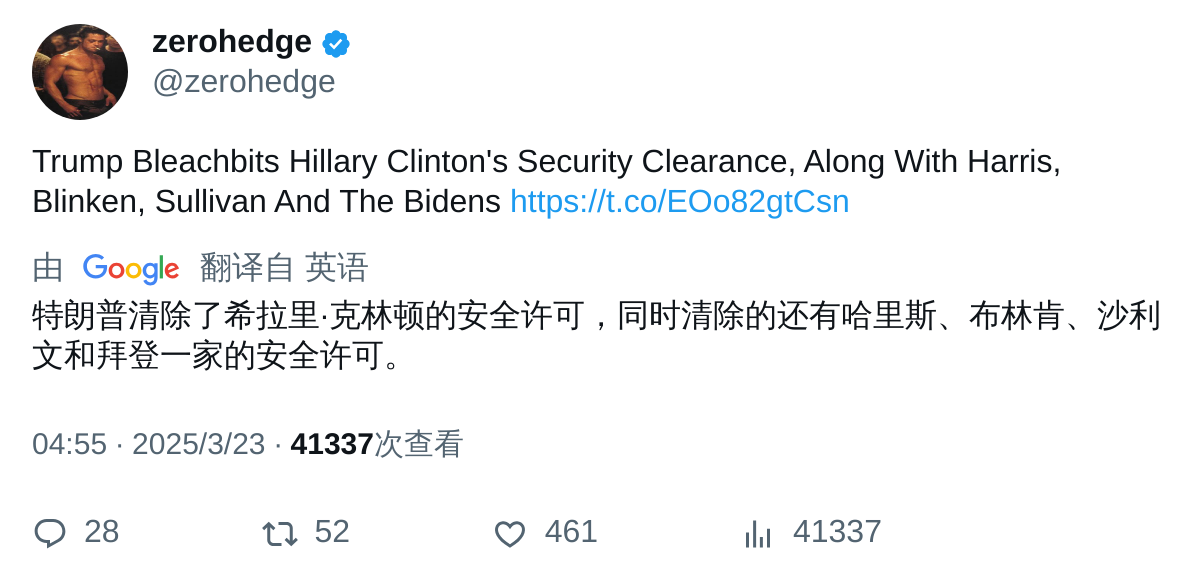 zerohedge
@zerohedge
Trump Bleachbits Hillary Clinton's Security Clearance, Along With Harris,
Blinken, Sullivan And The Bidens https://t.co/EOo82gtCsn
由 Google 翻译自 英语
特朗普清除了希拉里·克林顿的安全许可，同时清除的还有哈里斯、布林肯、沙利
文和拜登一家的安全许可。
04:55 · 2025/3/23 · 41337次查看
28 52 461 41337